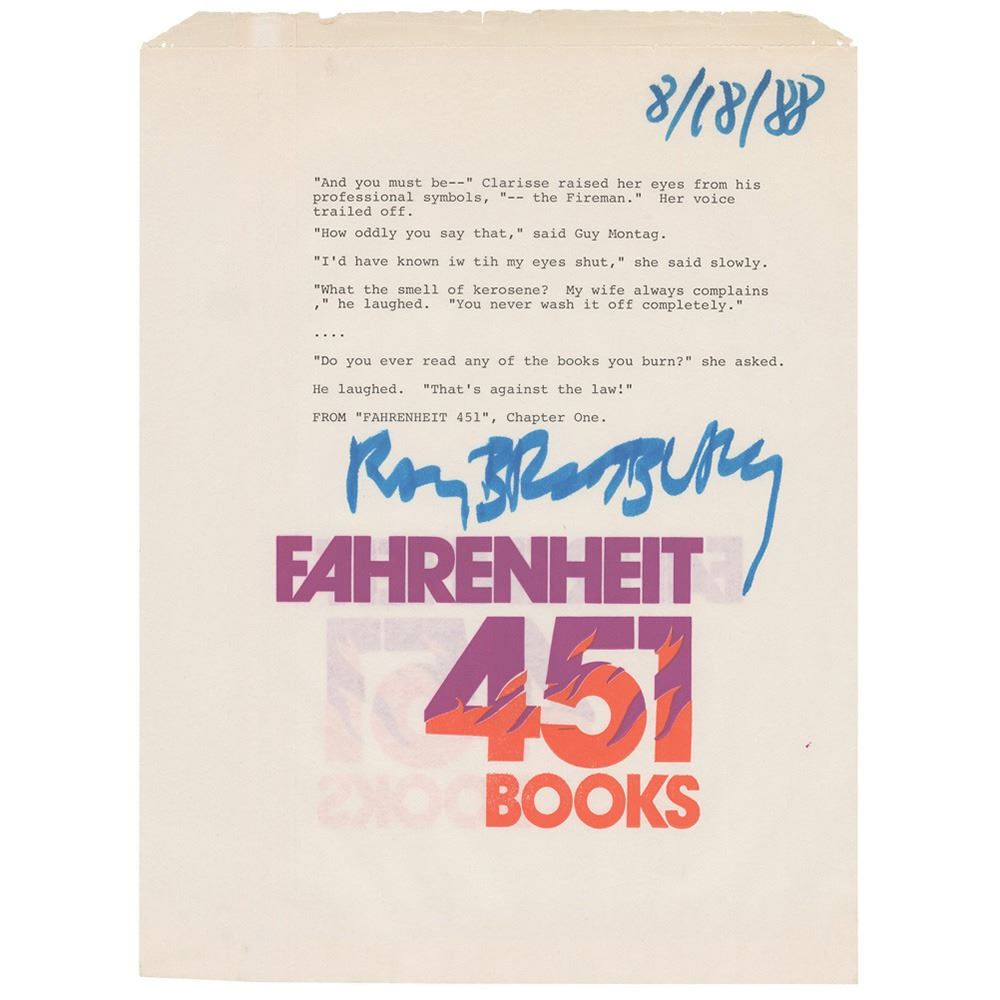 8/18/88
"And you must be--" Clarisse raised her eyes from his
professional symbols, "-- the Fireman."  Her voice
trailed off.
"How oddly you say that," said Guy Montag.
"I'd have known iw tih my eyes shut," she said slowly.
"What the smell of kerosene?  My wife always complains
," he laughed.  "You never wash it off completely."
....
"Do you ever read any of the books you burn?" she asked.
He laughed.  "That's against the law!"
FROM "FAHRENHEIT 451", Chapter One.
Ray Bradbury
FAHRENHEIT
451
BOOKS